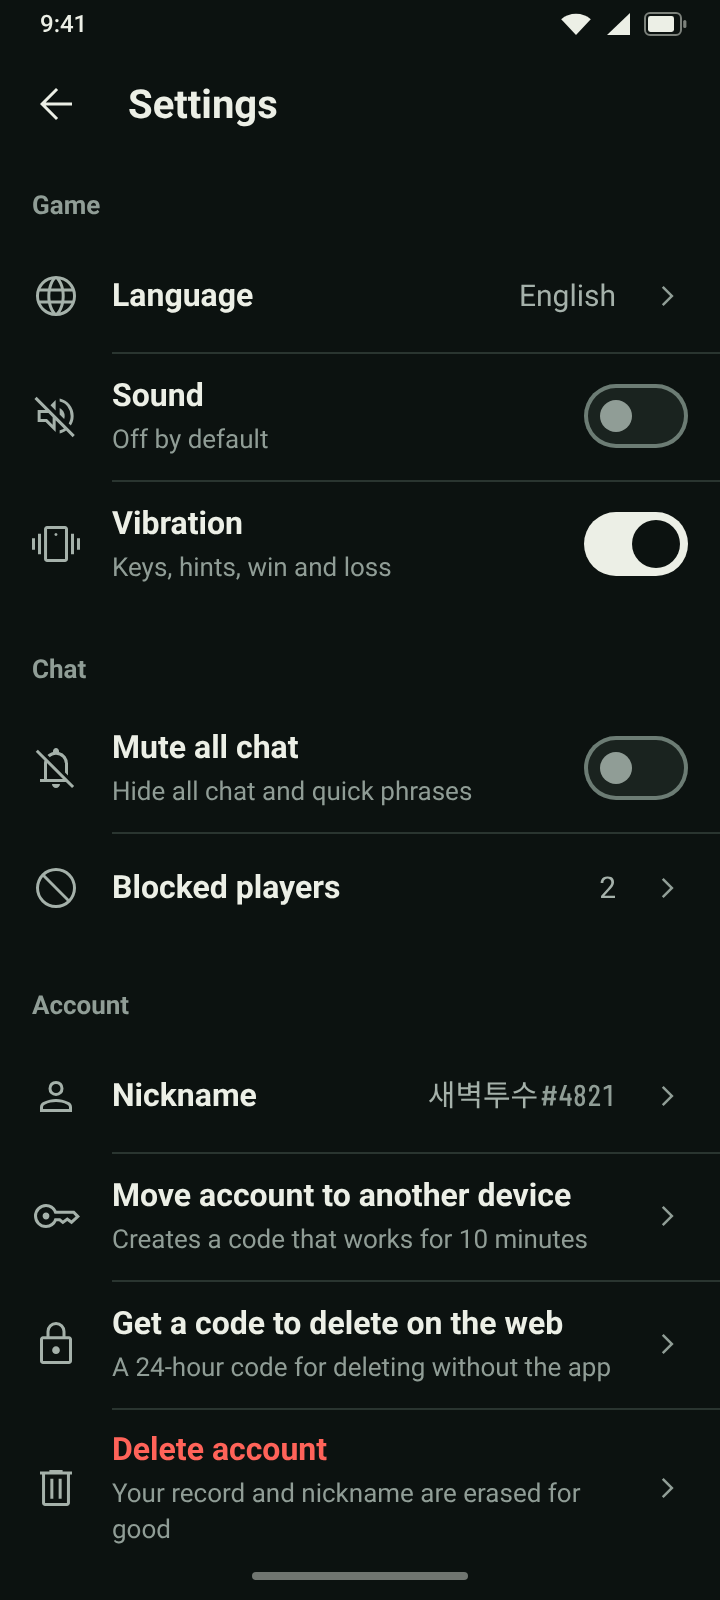 9:41
Settings
Game
Language English
Sound
Off by default
Vibration
Keys, hints, win and loss
Chat
Mute all chat
Hide all chat and quick phrases
Blocked players 2
Account
Nickname 새벽투수#4821
Move account to another device
Creates a code that works for 10 minutes
Get a code to delete on the web
A 24-hour code for deleting without the app
Delete account
Your record and nickname are erased for
good